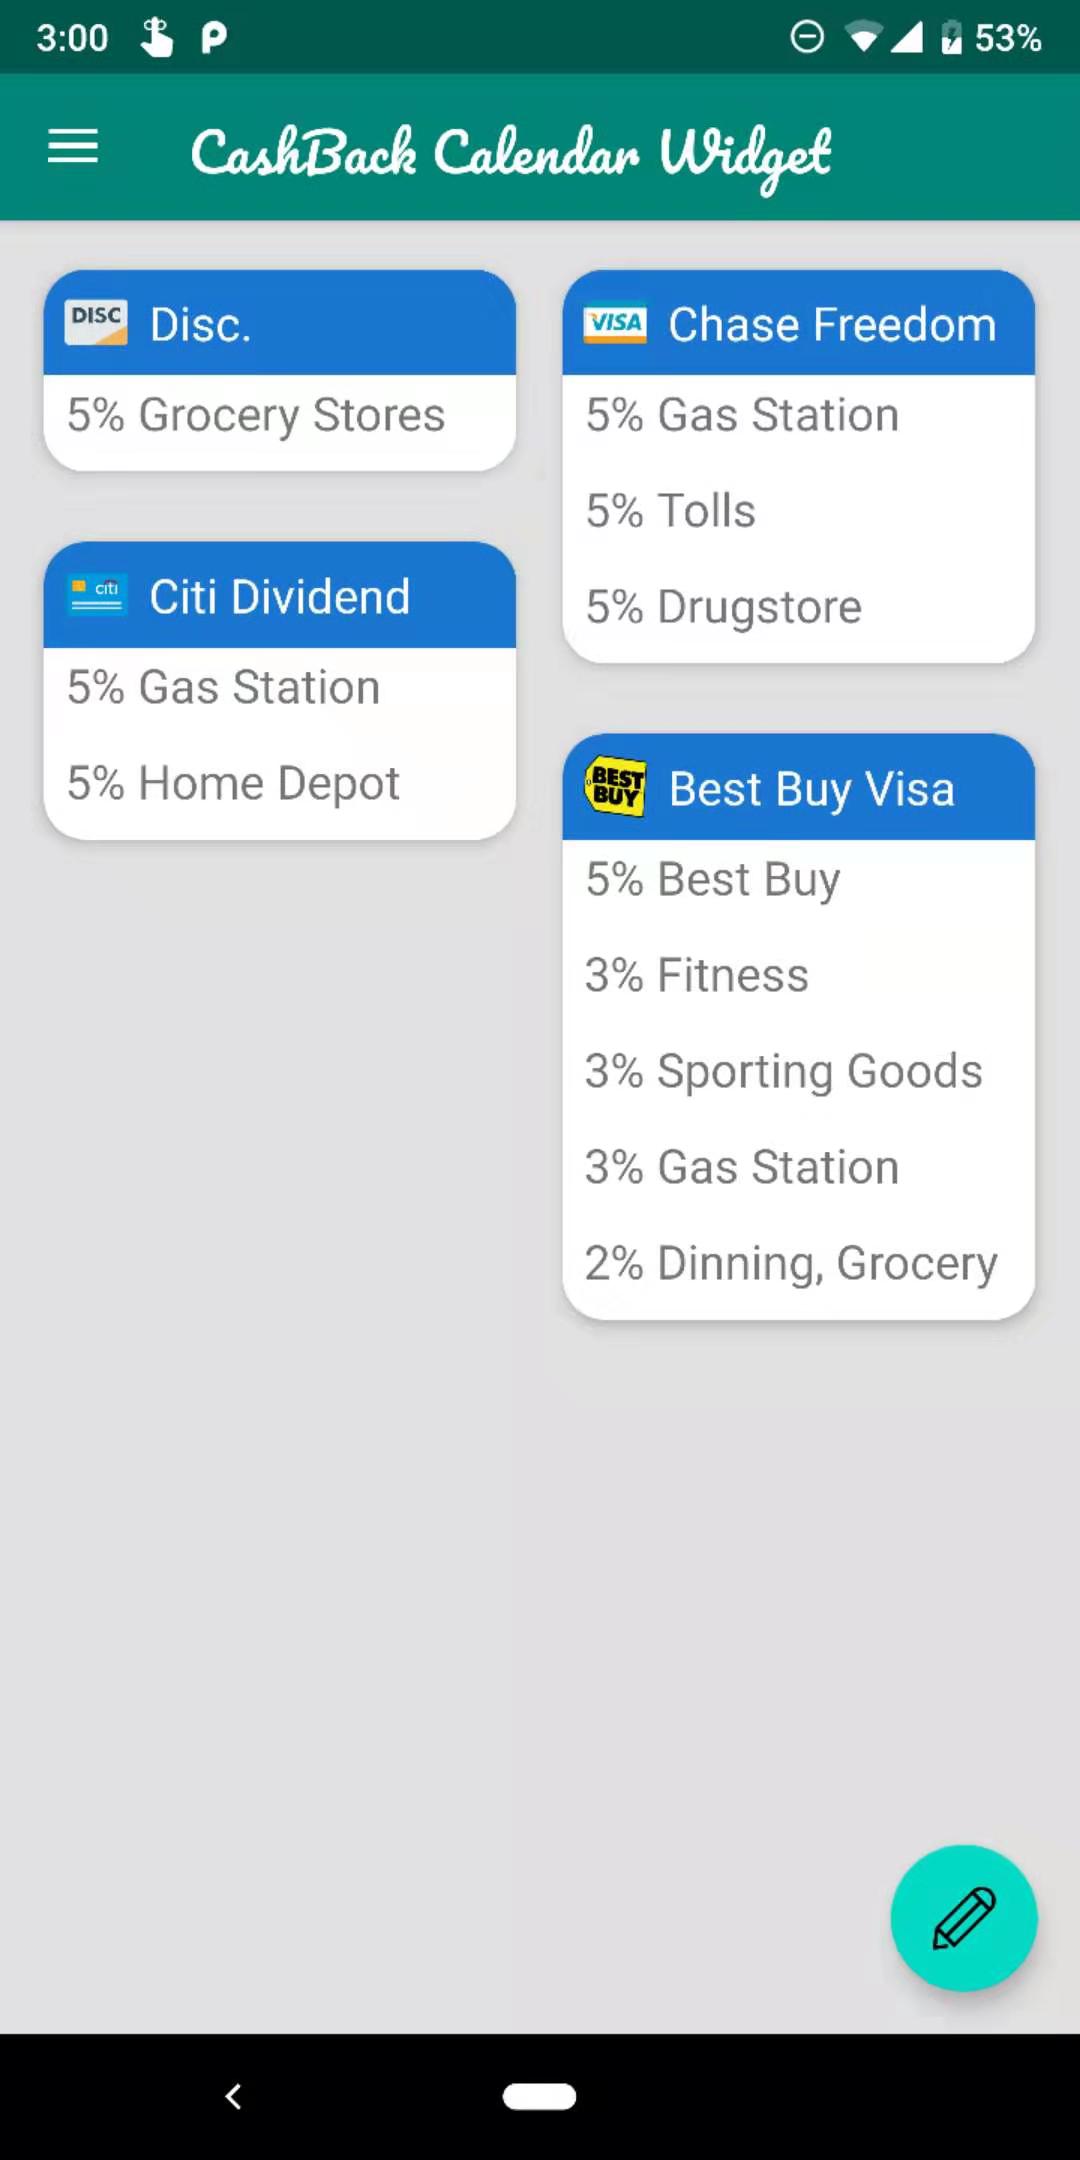 3:00
53%
CashBack Calendar Widget
DISC Disc.
5% Grocery Stores
citi Citi Dividend
5% Gas Station
5% Home Depot
VISA Chase Freedom
5% Gas Station
5% Tolls
5% Drugstore
BEST
BUY
Best Buy Visa
5% Best Buy
3% Fitness
3% Sporting Goods
3% Gas Station
2% Dinning, Grocery